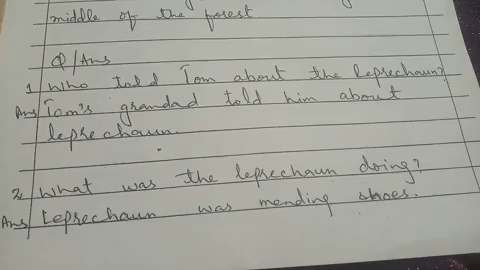 middle of the forest
Q/Ans
1 Who told Tom about the leprechaun?
Ans Tom's grandad told him about
leprechaun.
2 What was the leprechaun doing?
Ans Leprechaun was mending shoes.